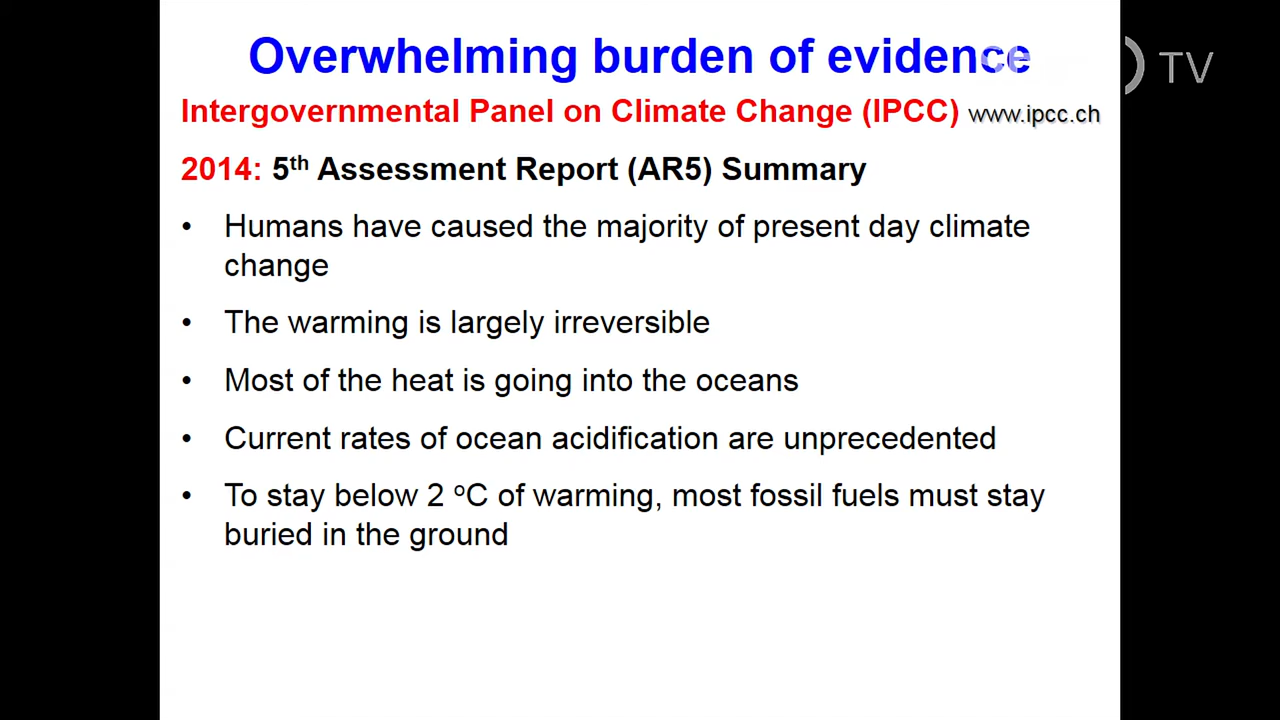 Overwhelming burden of evidence
Intergovernmental Panel on Climate Change (IPCC) www.ipcc.ch
2014: 5th Assessment Report (AR5) Summary
• Humans have caused the majority of present day climate
change
• The warming is largely irreversible
• Most of the heat is going into the oceans
• Current rates of ocean acidification are unprecedented
• To stay below 2 oC of warming, most fossil fuels must stay
buried in the ground
TV